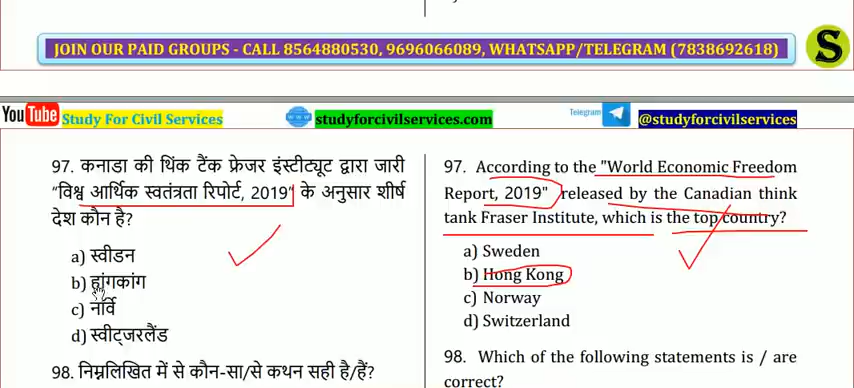 JOIN OUR PAID GROUPS - CALL 8564880530, 9696066089, WHATSAPP/TELEGRAM (7838692618)
S
YouTube Study For Civil Services
studyforcivilservices.com
Telegram @studyforcivilservices
97. कनाडा की थिंक टैंक फ्रेजर इंस्टीट्यूट द्वारा जारी
"विश्व आर्थिक स्वतंत्रता रिपोर्ट, 2019" के अनुसार शीर्ष
देश कौन है?
a) स्वीडन
b) ह्यांगकांग
c) नॉर्वे
d) स्वीट्जरलैंड
98. निम्नलिखित में से कौन-सा/से कथन सही है/हैं?
97. According to the "World Economic Freedom
Report, 2019" released by the Canadian think
tank Fraser Institute, which is the top country?
a) Sweden
b) Hong Kong
c) Norway
d) Switzerland
98. Which of the following statements is / are
correct?